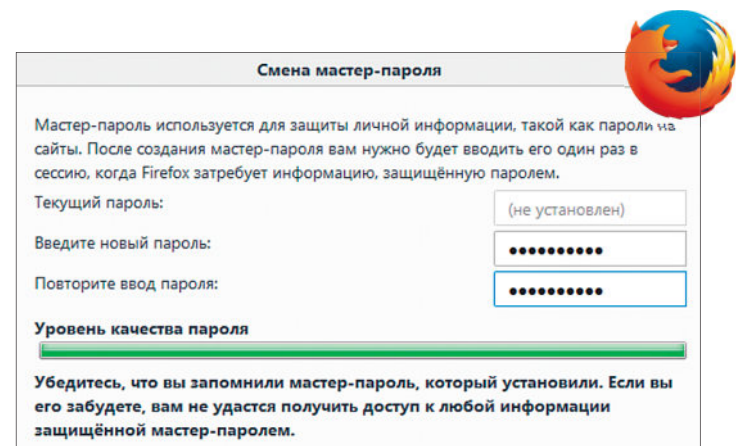 Смена мастер-пароля
Мастер-пароль используется для защиты личной информации, такой как пароли на
сайты. После создания мастер-пароля вам нужно будет вводить его один раз в
сессию, когда Firefox затребует информацию, защищённую паролем.
Текущий пароль:
(не установлен)
Введите новый пароль:
••••••••••
Повторите ввод пароля:
••••••••••
Уровень качества пароля
Убедитесь, что вы запомнили мастер-пароль, который установили. Если вы
его забудете, вам не удастся получить доступ к любой информации
защищённой мастер-паролем.